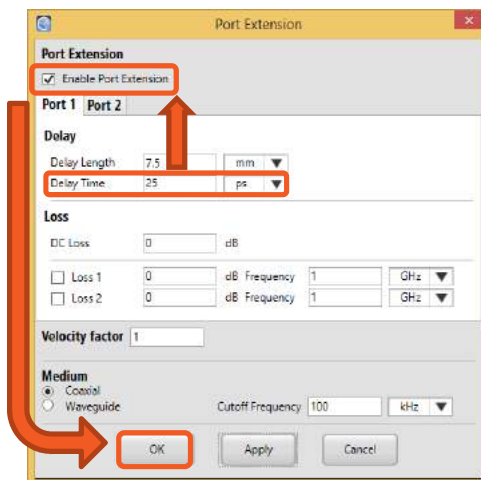 Port Extension
Port Extension
Enable Port Extension
Port 1 Port 2
Delay
Delay Length 7.5 mm
Delay Time 25 ps
Loss
DC Loss 0 dB
Loss 1 0 dB Frequency 1 GHz
Loss 2 0 dB Frequency 1 GHz
Velocity factor 1
Medium
Coaxial
Waveguide Cutoff Frequency 100 kHz
OK Apply Cancel